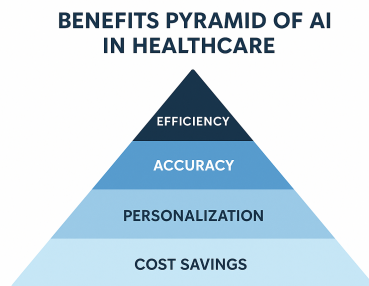 BENEFITS PYRAMID OF AI
IN HEALTHCARE
EFFICIENCY
ACCURACY
PERSONALIZATION
COST SAVINGS